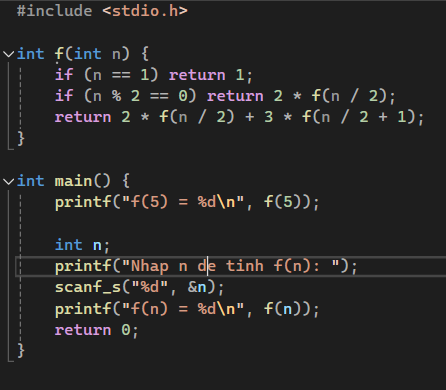 #include <stdio.h>
int f(int n) {
if (n == 1) return 1;
if (n % 2 == 0) return 2 * f(n / 2);
return 2 * f(n / 2) + 3 * f(n / 2 + 1);
}
int main() {
printf("f(5) = %d\n", f(5));
int n;
printf("Nhap n de tinh f(n): ");
scanf_s("%d", &n);
printf("f(n) = %d\n", f(n));
return 0;
}